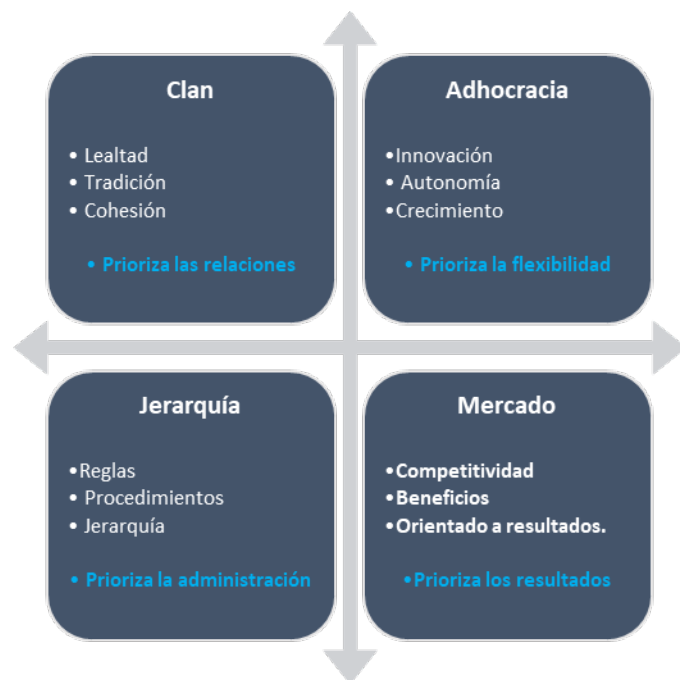 Clan
• Lealtad
• Tradición
• Cohesión
• Prioriza las relaciones
Adhocracia
•Innovación
• Autonomía
•Crecimiento
• Prioriza la flexibilidad
Jerarquía
•Reglas
• Procedimientos
• Jerarquía
• Prioriza la administración
Mercado
•Competitividad
•Beneficios
•Orientado a resultados.
•Prioriza los resultados